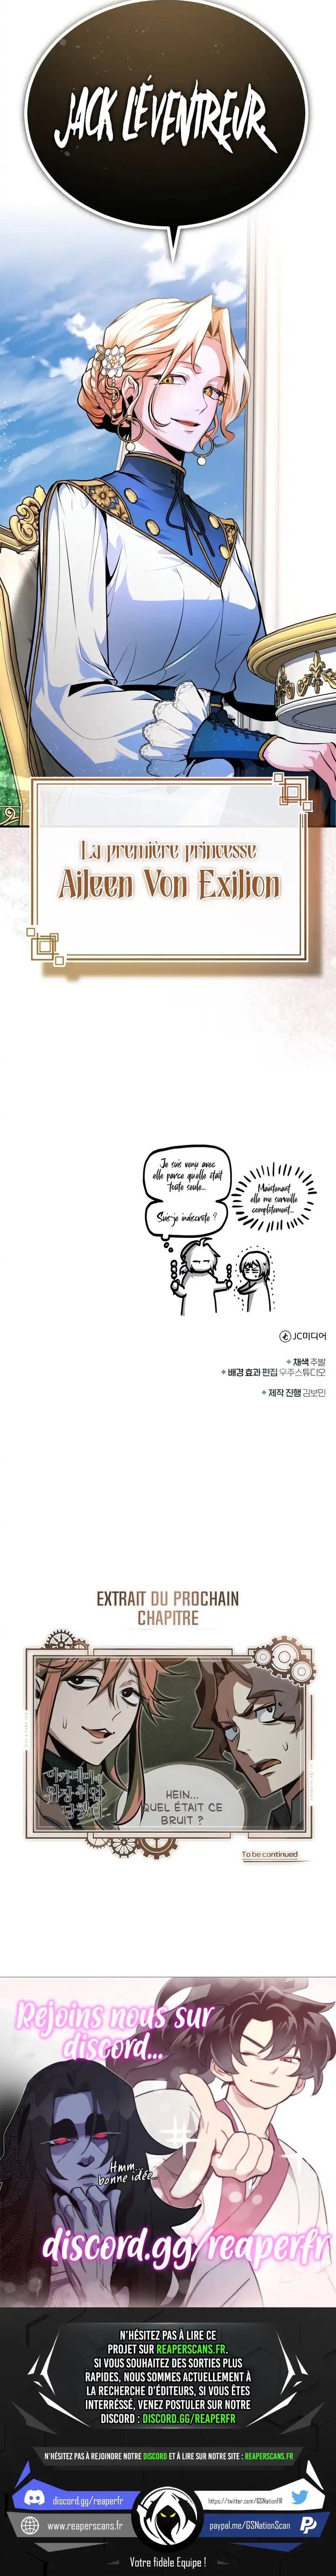 JACK L'ÉVENTREUR
La première princesse
Aileen Von Exilion
Je suis venu avec
elle parce quelle était
toute seule...
Suis-je indiscrète ?
Maintenant
elle me surveille
complètement...
JC미디어
채색 주발
배경 효과 편집 우주스튜디오
제작 진행 김보민
EXTRAIT DU PROCHAIN
CHAPITRE
HEIN...
QUEL ÉTAIT CE
BRUIT ?
To be continued
Rejoins nous sur
discord...
Hmm...
bonne idée..
discord.gg/reaperfr
N'HÉSITEZ PAS À LIRE CE
PROJET SUR REAPERSCANS.FR.
SI VOUS SOUHAITEZ DES SORTIES PLUS
RAPIDES, NOUS SOMMES ACTUELLEMENT À
LA RECHERCHE D'ÉDITEURS, SI VOUS ÊTES
INTERRÉSSÉ, VENEZ POSTULER SUR NOTRE
DISCORD : DISCORD.GG/REAPERFR
N'HÉSITEZ PAS À REJOINDRE NOTRE DISCORD ET À LIRE SUR NOTRE SITE : REAPERSCANS.FR
discord.gg/reaperfr
https://twitter.com/GSNationFR
www.reaperscans.fr
paypal.me/GSNationScan
Votre fidèle Equipe !